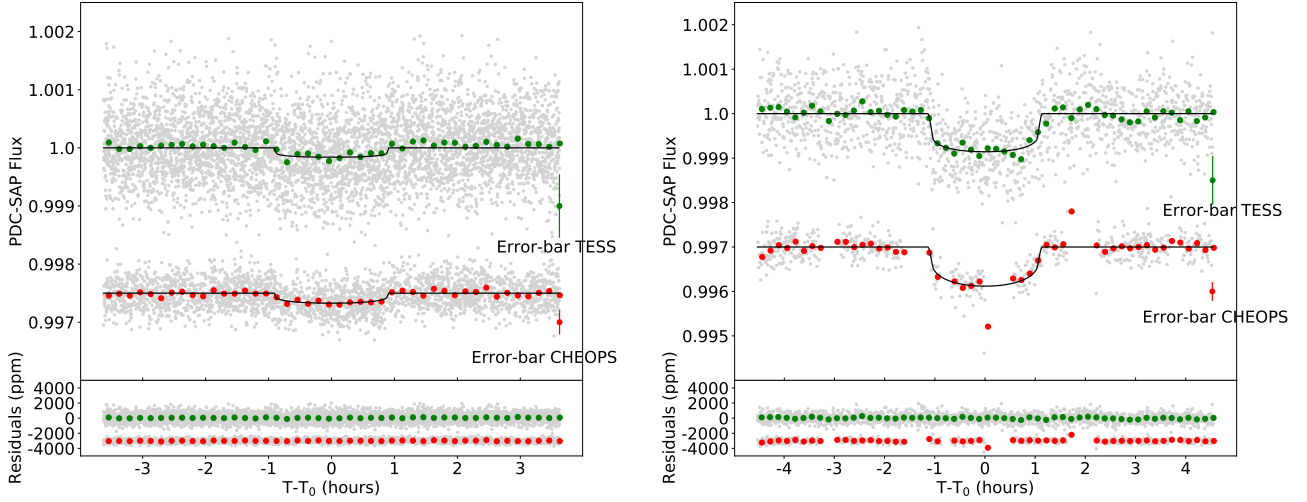 1.002
1.001
1.0
0.999
0.998
0.997
PDC-SAP Flux
Error-bar TESS
Error-bar CHEOPS
4000
2000
0
-2000
-4000
Residuals (ppm)
-3 -2 -1 0 1 2 3
T-T0 (hours)
1.002
1.001
1.0
0.999
0.998
0.997
0.996
0.995
PDC-SAP Flux
Error-bar TESS
Error-bar CHEOPS
4000
2000
0
-2000
-4000
Residuals (ppm)
-4 -3 -2 -1 0 1 2 3 4
T-T0 (hours)